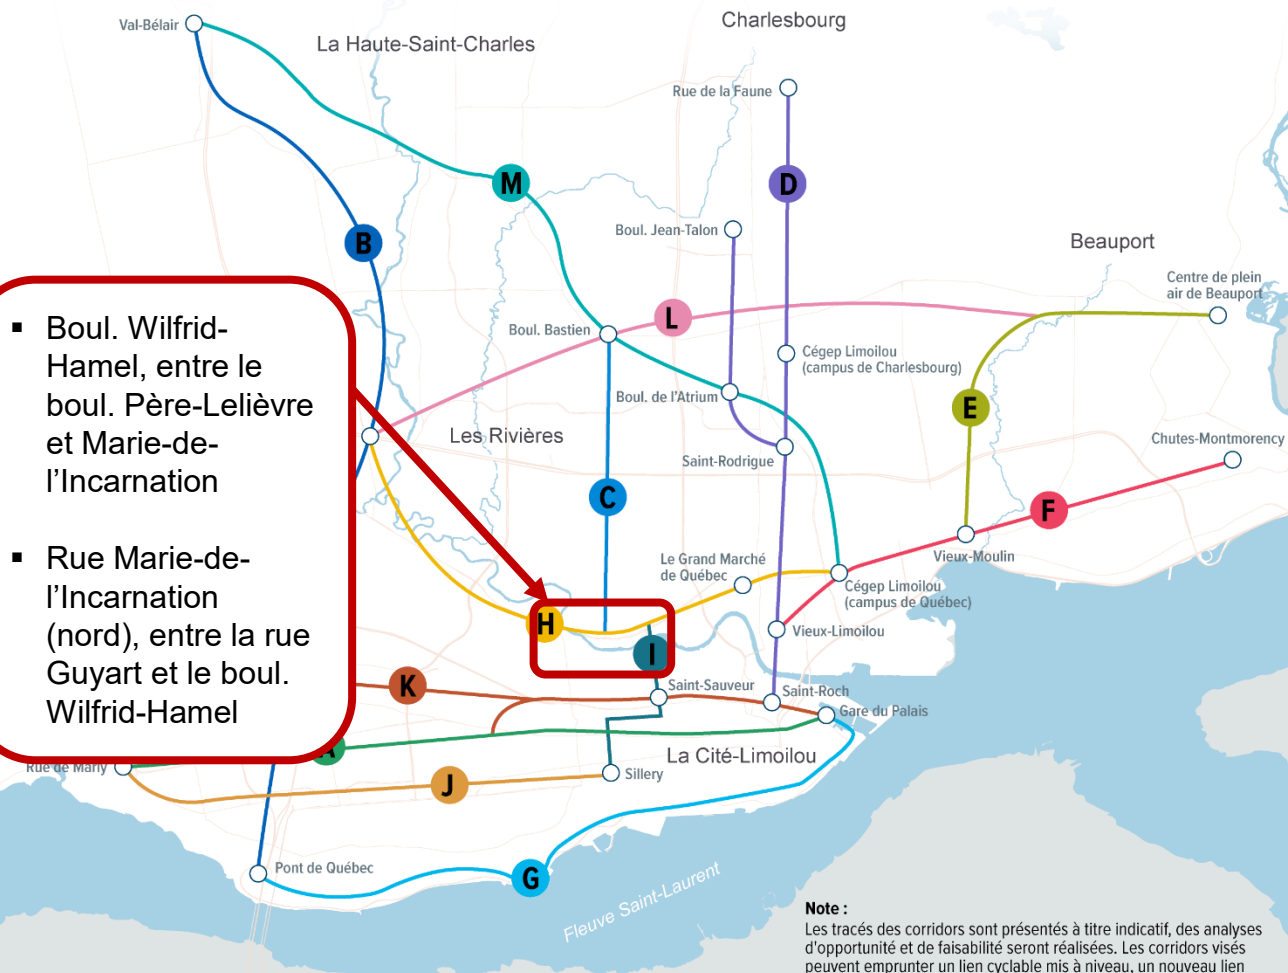 Charlesbourg
Val-Bélair
La Haute-Saint-Charles
Rue de la Faune
M
D
B
Boul. Jean-Talon
Beauport
Centre de plein
air de Beauport
▪ Boul. Wilfrid-
Hamel, entre le
boul. Père-Lelièvre
et Marie-de-
l’Incarnation
▪ Rue Marie-de-
l’Incarnation
(nord), entre la rue
Guyart et le boul.
Wilfrid-Hamel
L
Boul. Bastien
Cégep Limoilou
(campus de Charlesbourg)
Boul. de l'Atrium
E
Les Rivières
Chutes-Montmorency
Saint-Rodrigue
C
F
Vieux-Moulin
Le Grand Marché
de Québec
Cégep Limoilou
(campus de Québec)
H
Vieux-Limoilou
I
K
Saint-Sauveur
Saint-Roch
Gare du Palais
A
La Cité-Limoilou
Rue de Marly
Sillery
J
Pont de Québec
G
Fleuve Saint-Laurent
Note :
Les tracés des corridors sont présentés à titre indicatif, des analyses
d'opportunité et de faisabilité seront réalisées. Les corridors visés
peuvent emprunter un lien cyclable mis à niveau, un nouveau lien